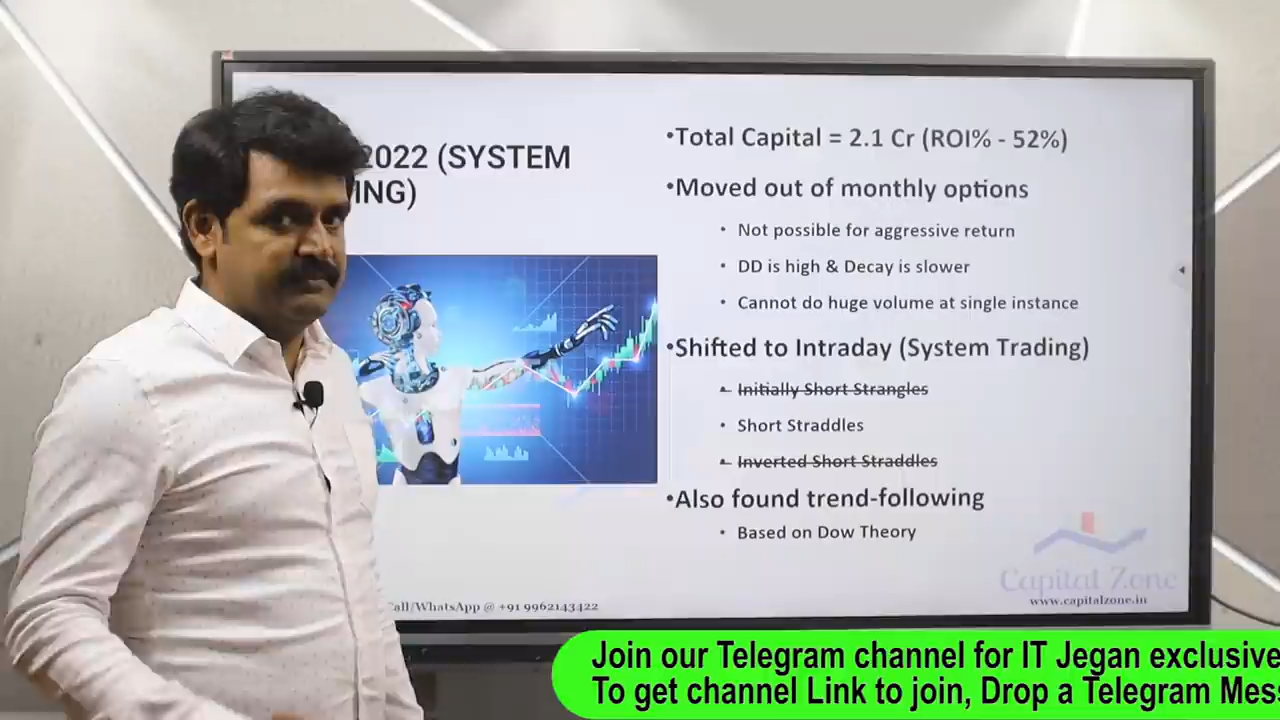 2022 (SYSTEM
ING)
•Total Capital = 2.1 Cr (ROI% - 52%)
•Moved out of monthly options
• Not possible for aggressive return
• DD is high & Decay is slower
• Cannot do huge volume at single instance
•Shifted to Intraday (System Trading)
• Initially Short Strangles
• Short Straddles
• Inverted Short Straddles
•Also found trend-following
• Based on Dow Theory
Capital Zone
www.capitalzone.in
Call/WhatsApp @ +91 9962143422
Join our Telegram channel for IT Jegan exclusive
To get channel Link to join, Drop a Telegram Mess